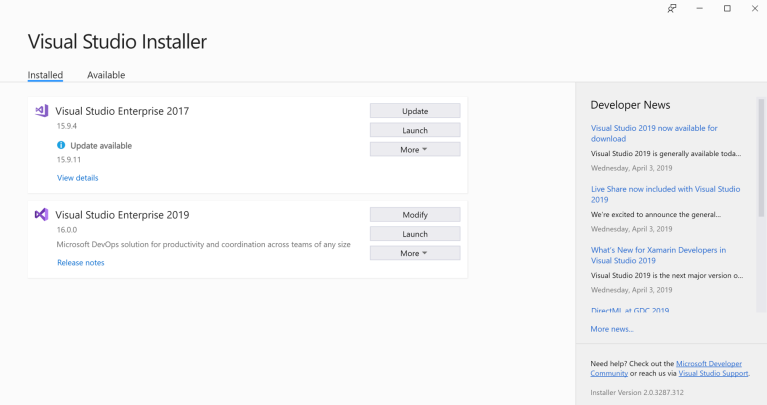 Visual Studio Installer
Installed
Available
Visual Studio Enterprise 2017
15.9.4
Update available
15.9.11
View details
Update
Launch
More
Visual Studio Enterprise 2019
16.0.0
Microsoft DevOps solution for productivity and coordination across teams of any size
Release notes
Modify
Launch
More
Developer News
Visual Studio 2019 now available for
download
Visual Studio 2019 is generally available toda...
Wednesday, April 3, 2019
Live Share now included with Visual Studio
2019
We're excited to announce the general...
Wednesday, April 3, 2019
What's New for Xamarin Developers in
Visual Studio 2019
Visual Studio 2019 is the next major version o...
Wednesday, April 3, 2019
DirectML at GDC 2019
More news...
Need help? Check out the Microsoft Developer
Community or reach us via Visual Studio Support.
Installer Version 2.0.3287.312